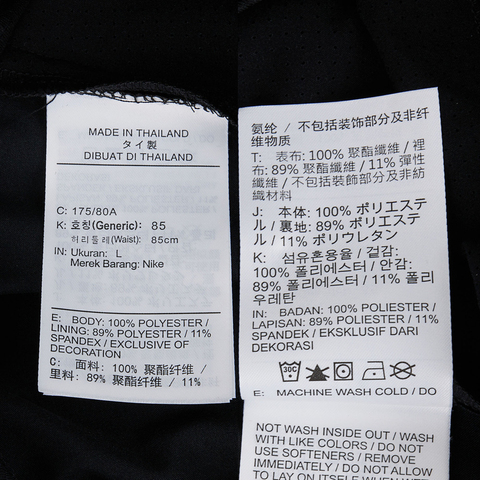 MADE IN THAILAND
タイ製
DIBUAT DI THAILAND
C: 175/80A
K: 호칭(Generic): 85
허리둘레(Waist): 85cm
IN: Ukuran: L
Merek Barang: Nike
E: BODY: 100% POLYESTER /
LINING: 89% POLYESTER / 11%
SPANDEX / EXCLUSIVE OF
DECORATION
C: 面料: 100% 聚酯纤维 /
里料: 89% 聚酯纤维 / 11%
氨纶 / 不包括装饰部分及非纤
维物质
T: 表布: 100% 聚酯纖維 / 裡
布: 89% 聚酯纖維 / 11% 彈性
纖維 / 不包括裝飾部分及非紡
織材料
J: 本体: 100% ポリエステ
ル / 裏地: 89% ポリエステ
ル / 11% ポリウレタン
K: 섬유혼용율 / 겉감:
100% 폴리에스터 / 안감:
89% 폴리에스터 / 11% 폴리
우레탄
IN: BADAN: 100% POLIESTER /
LAPISAN: 89% POLIESTER / 11%
SPANDEK / EKSKLUSIF DARI
DEKORASI
30C
E: MACHINE WASH COLD / DO
NOT WASH INSIDE OUT / WASH
WITH LIKE COLORS / DO NOT
USE SOFTENERS / REMOVE
IMMEDIATELY / DO NOT ALLOW
TO LAY ON ITSELF WHEN WET